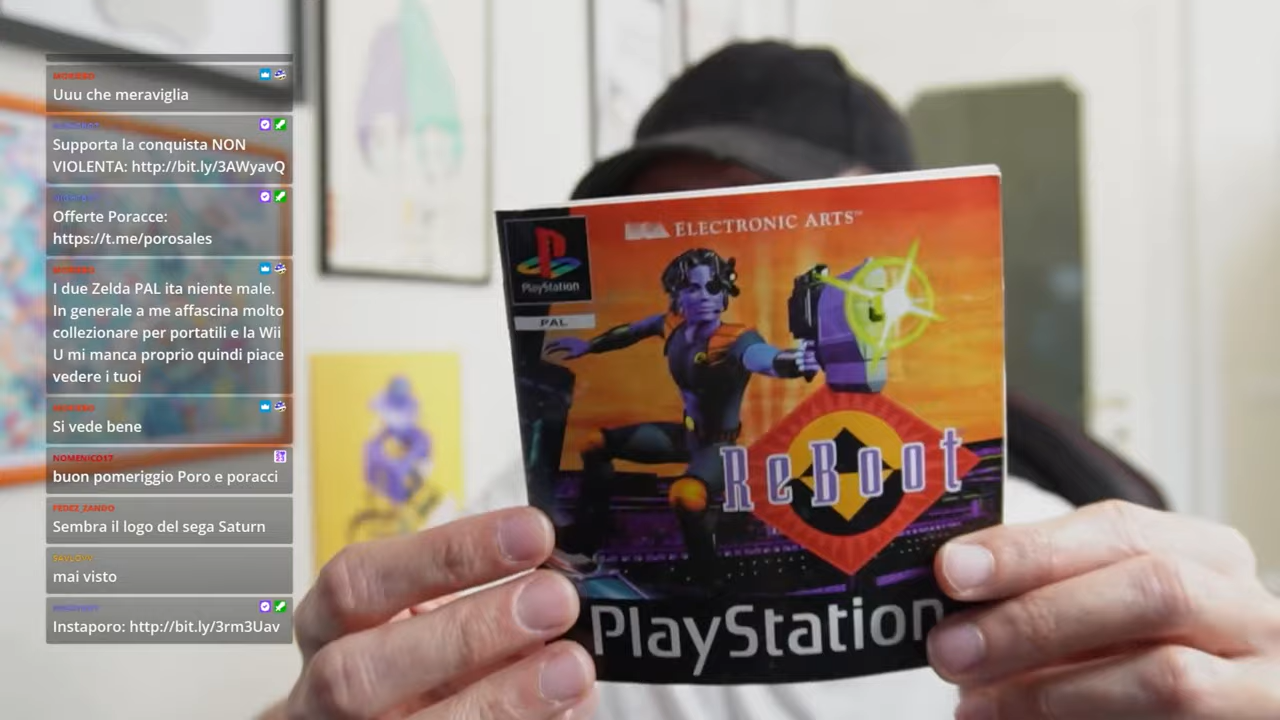 Uuu che meraviglia
Supporta la conquista NON
VIOLENTA: http://bit.ly/3AWyavQ
Offerte Poracce:
https://t.me/porosales
I due Zelda PAL ita niente male.
In generale a me affascina molto
collezionare per portatili e la Wii
U mi manca proprio quindi piace
vedere i tuoi
Si vede bene
NOMENICO17
buon pomeriggio Poro e poracci
FEDEZ_ZANDO
Sembra il logo del sega Saturn
mai visto
Instaporo: http://bit.ly/3rm3Uav
ELECTRONIC ARTS™
PlayStation
PAL
ReBoot
PlayStation